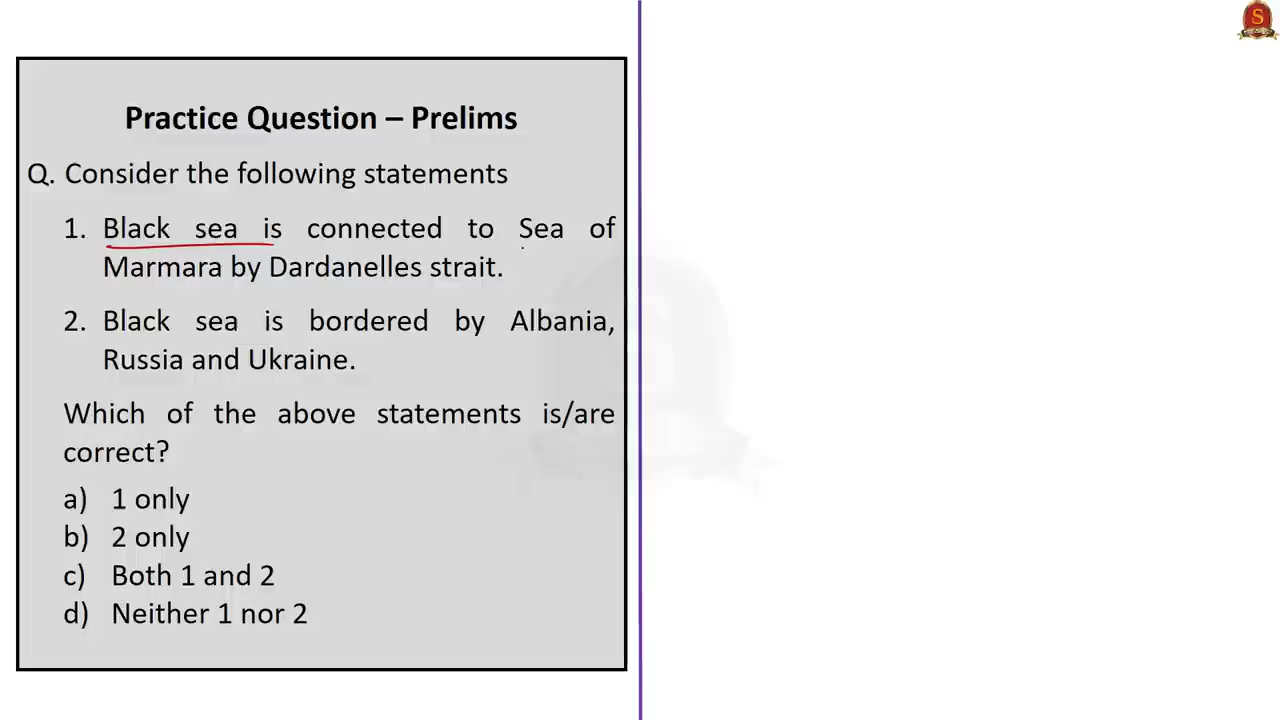 Practice Question – Prelims
Q. Consider the following statements
1. Black sea is connected to Sea of
Marmara by Dardanelles strait.
2. Black sea is bordered by Albania,
Russia and Ukraine.
Which of the above statements is/are
correct?
a) 1 only
b) 2 only
c) Both 1 and 2
d) Neither 1 nor 2
S